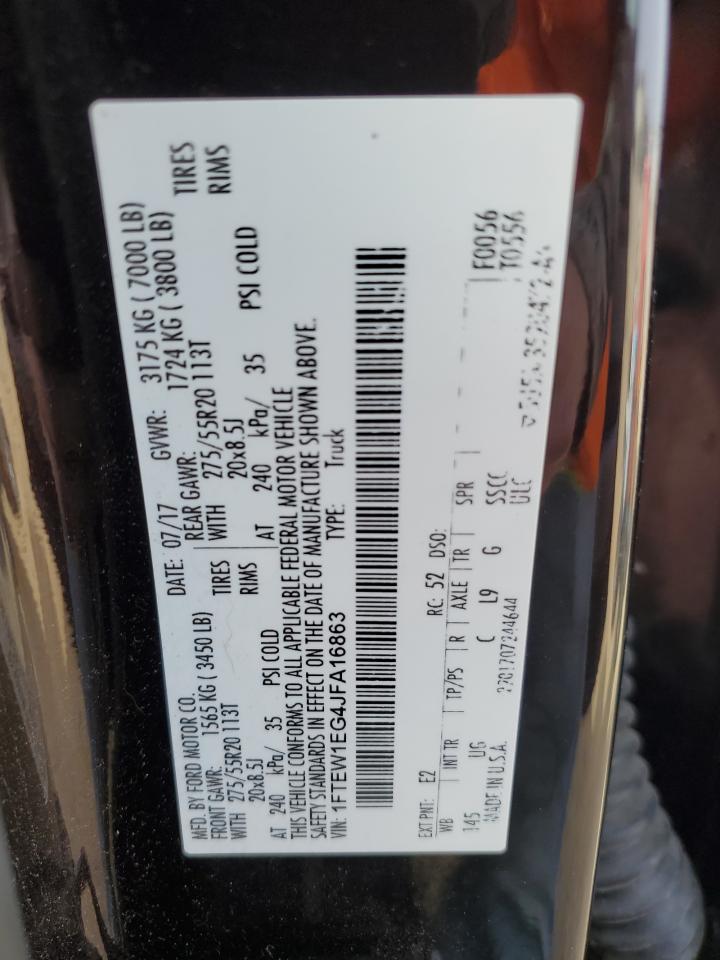 MFD. BY FORD MOTOR CO. DATE: 07/17 GVWR: 3175 KG ( 7000 LB)
FRONT GAWR: 1565 KG ( 3450 LB) REAR GAWR: 1724 KG ( 3800 LB)
WITH 275/55R20 113T TIRES WITH 275/55R20 113T TIRES
20x8.5J RIMS 20x8.5J RIMS
AT 240 kPa/ 35 PSI COLD AT 240 kPa/ 35 PSI COLD
THIS VEHICLE CONFORMS TO ALL APPLICABLE FEDERAL MOTOR VEHICLE
SAFETY STANDARDS IN EFFECT ON THE DATE OF MANUFACTURE SHOWN ABOVE.
VIN: 1FTEW1EG4JFA16863 TYPE: Truck
EXT PNT: E2 RC: 52 DSO:
WB INT TR TP/PS R AXLE TR SPR F0056
145 UG C L9 G SSCC T0556
MADE IN U.S.A. 2201707244644 ULC